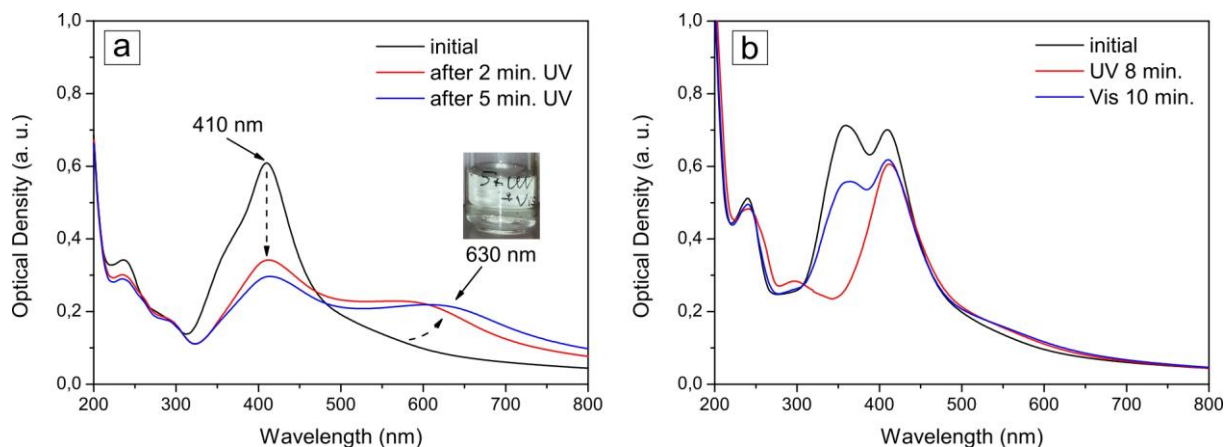 a
initial
after 2 min. UV
after 5 min. UV
410 nm
5x UV
+Vis
630 nm
1,0
0,8
0,6
0,4
0,2
0,0
200 300 400 500 600 700 800
Wavelength (nm)
Optical Density (a. u.)
b
initial
UV 8 min.
Vis 10 min.
1,0
0,8
0,6
0,4
0,2
0,0
200 300 400 500 600 700 800
Wavelength (nm)
Optical Density (a. u.)